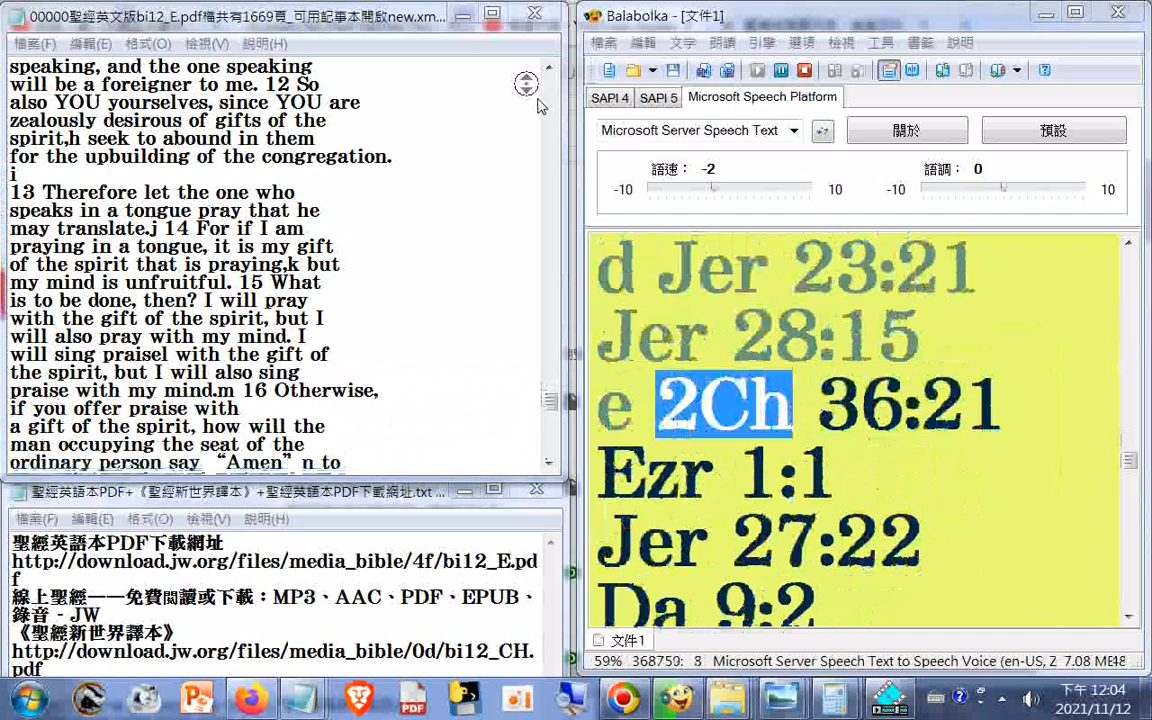 00000聖經英文版bi12_E.pdf檔共有1669頁_可用記事本開啟new.xm...
檔案(F) 編輯(E) 格式(O) 檢視(V) 說明(H)
speaking, and the one speaking
will be a foreigner to me. 12 So
also YOU yourselves, since YOU are
zealously desirous of gifts of the
spirit,h seek to abound in them
for the upbuilding of the congregation.
i
13 Therefore let the one who
speaks in a tongue pray that he
may translate.j 14 For if I am
praying in a tongue, it is my gift
of the spirit that is praying,k but
my mind is unfruitful. 15 What
is to be done, then? I will pray
with the gift of the spirit, but I
will also pray with my mind. I
will sing praisel with the gift of
the spirit, but I will also sing
praise with my mind.m 16 Otherwise,
if you offer praise with
a gift of the spirit, how will the
man occupying the seat of the
ordinary person say “Amen”n to
聖經英語本PDF+《聖經新世界譯本》+聖經英語本PDF下載網址.txt ...
檔案(F) 編輯(E) 格式(O) 檢視(V) 說明(H)
聖經英語本PDF下載網址
http://download.jw.org/files/media_bible/4f/bi12_E.pd
f
線上聖經——免費閱讀或下載：MP3、AAC、PDF、EPUB、
錄音 - JW
《聖經新世界譯本》
http://download.jw.org/files/media_bible/0d/bi12_CH.
pdf
Balabolka - [文件1]
檔案 編輯 文字 朗讀 引擎 選項 檢視 工具 書籤 說明
SAPI 4 SAPI 5 Microsoft Speech Platform
Microsoft Server Speech Text 關於 預設
語速： -2 語調： 0
-10 10 -10 10
d Jer 23:21
Jer 28:15
e 2Ch 36:21
Ezr 1:1
Jer 27:22
Da 9:2
文件1
59% 368759: 8 Microsoft Server Speech Text to Speech Voice (en-US, Z 7.08 MB
下午 12:04
2021/11/12